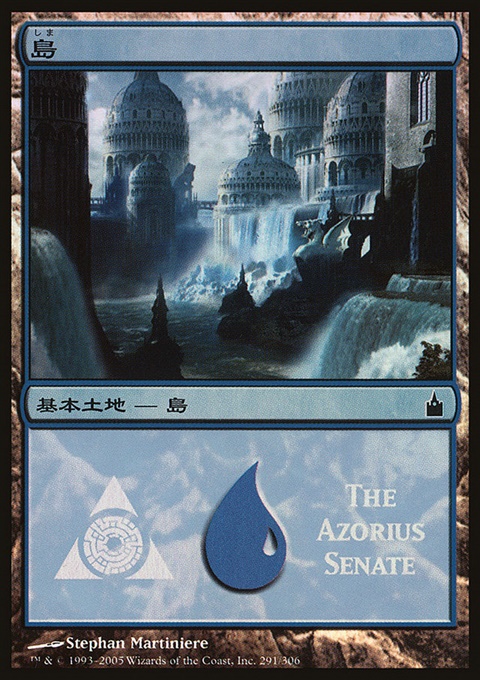 しま
島
基本土地 — 島
THE
AZORIUS
SENATE
Stephan Martiniere
™ & © 1993-2005 Wizards of the Coast, Inc. 291/306